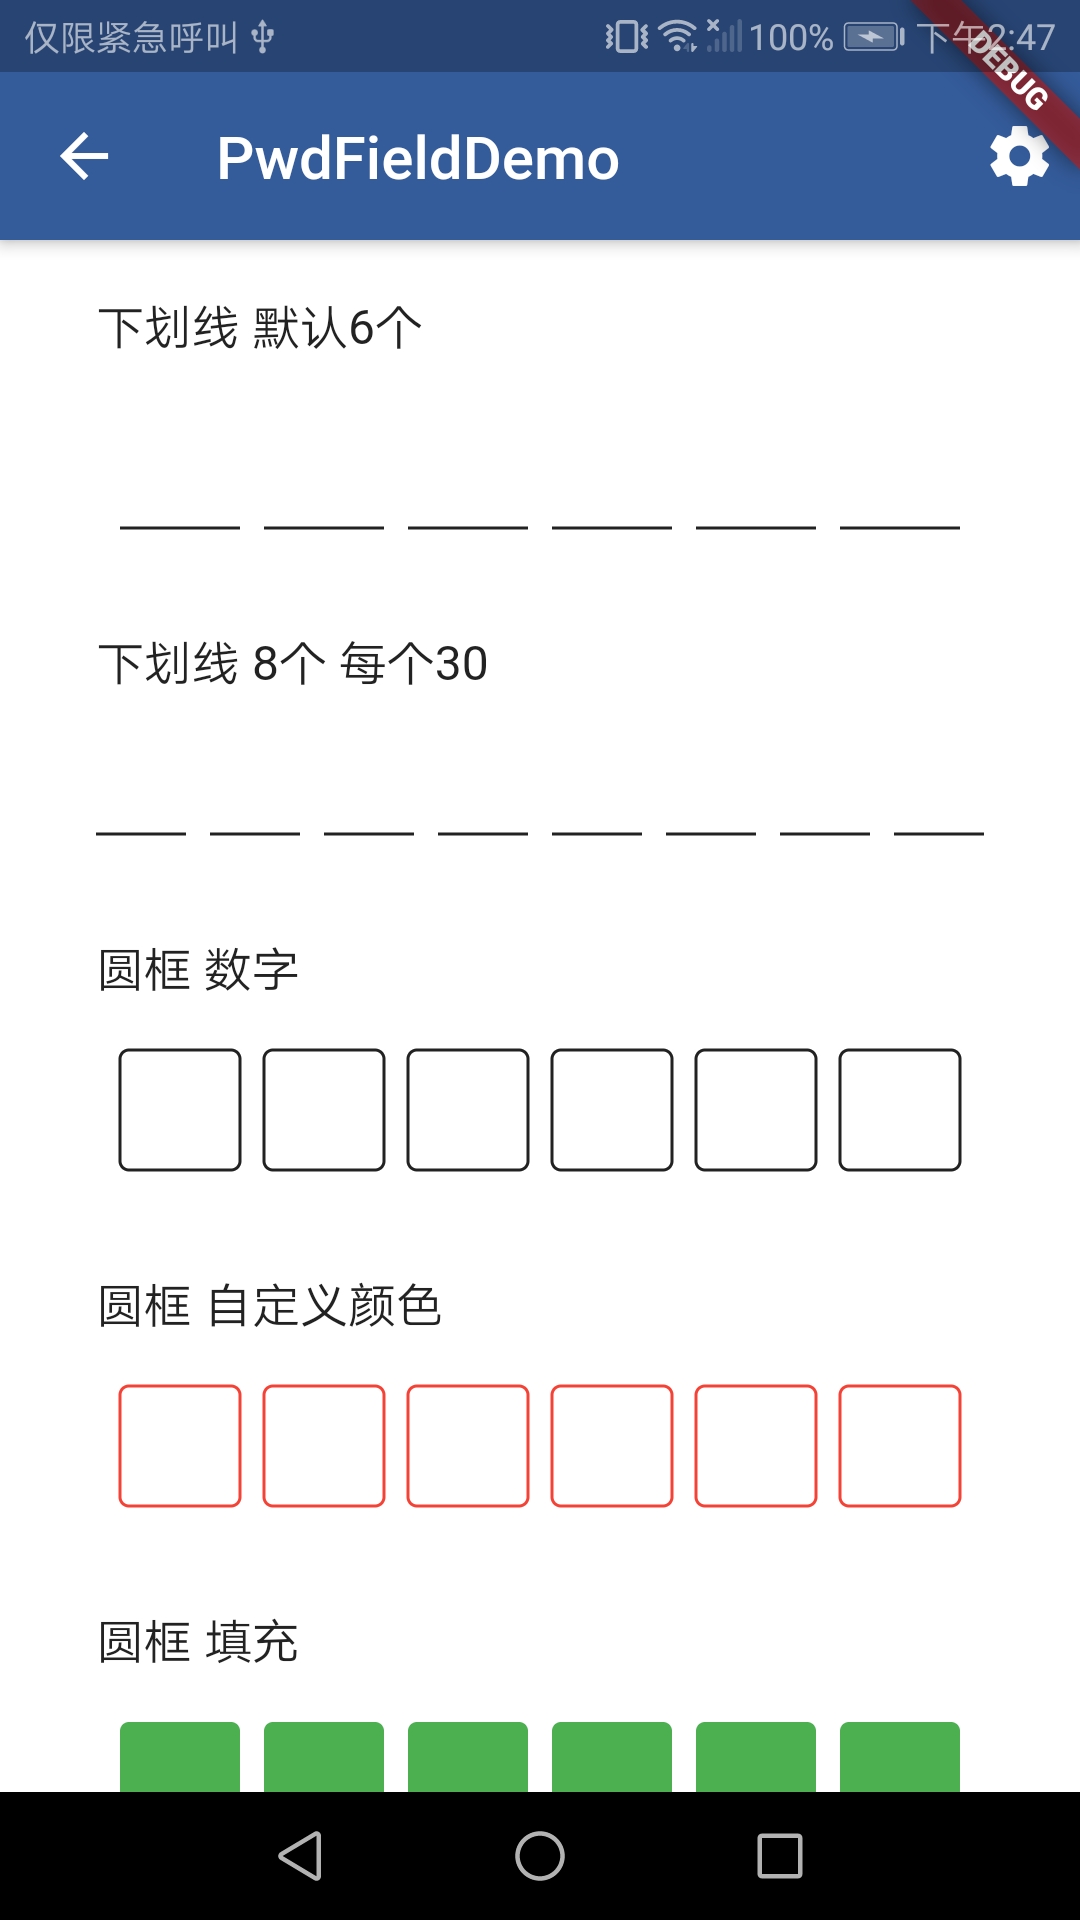 仅限紧急呼叫 100% 下午2:47
DEBUG
PwdFieldDemo
下划线 默认6个
下划线 8个 每个30
圆框 数字
圆框 自定义颜色
圆框 填充